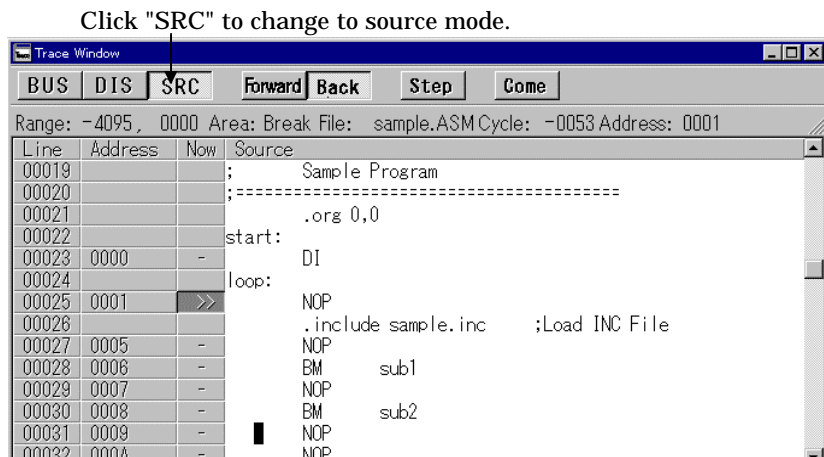 Click "SRC" to change to source mode.
Trace Window
BUS DIS SRC Forward Back Step Come
Range: -4095, 0000 Area: Break File: sample.ASM Cycle: -0053 Address: 0001
Line Address Now Source
00019 ; Sample Program
00020 ;========================================
00021 .org 0,0
00022 start:
00023 0000 - DI
00024 loop:
00025 0001 >> NOP
00026 .include sample.inc ;Load INC File
00027 0005 - NOP
00028 0006 - BM sub1
00029 0007 - NOP
00030 0008 - BM sub2
00031 0009 - NOP
00032 000A - NOP